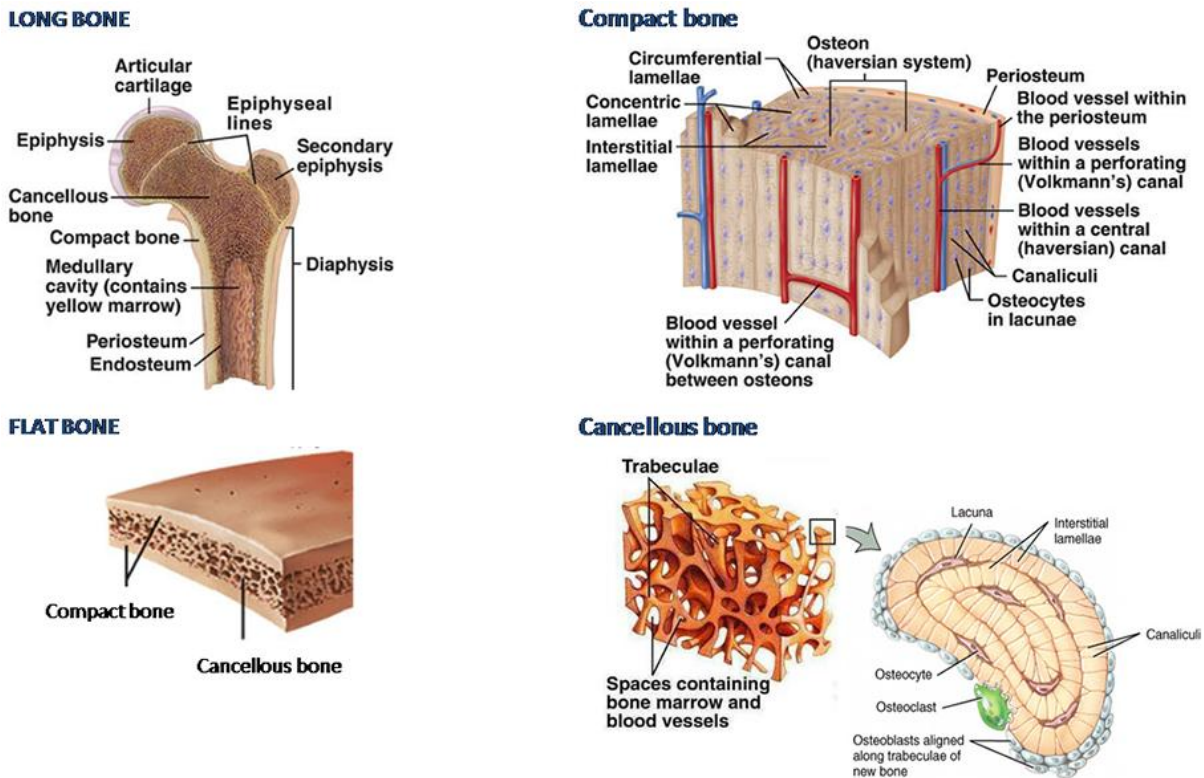 LONG BONE
Articular
cartilage
Epiphysis
Epiphyseal
lines
Secondary
epiphysis
Cancellous
bone
Compact bone
Medullary
cavity (contains
yellow marrow)
Diaphysis
Periosteum
Endosteum
Compact bone
Circumferential
lamellae
Osteon
(haversian system)
Concentric
lamellae
Interstitial
lamellae
Periosteum
Blood vessel within
the periosteum
Blood vessels
within a perforating
(Volkmann's) canal
Blood vessels
within a central
(haversian) canal
Canaliculi
Osteocytes
in lacunae
Blood vessel
within a perforating
(Volkmann's) canal
between osteons
FLAT BONE
Compact bone
Cancellous bone
Cancellous bone
Trabeculae
Spaces containing
bone marrow and
blood vessels
Lacuna
Interstitial
lamellae
Canaliculi
Osteocyte
Osteoclast
Osteoblasts aligned
along trabeculae of
new bone